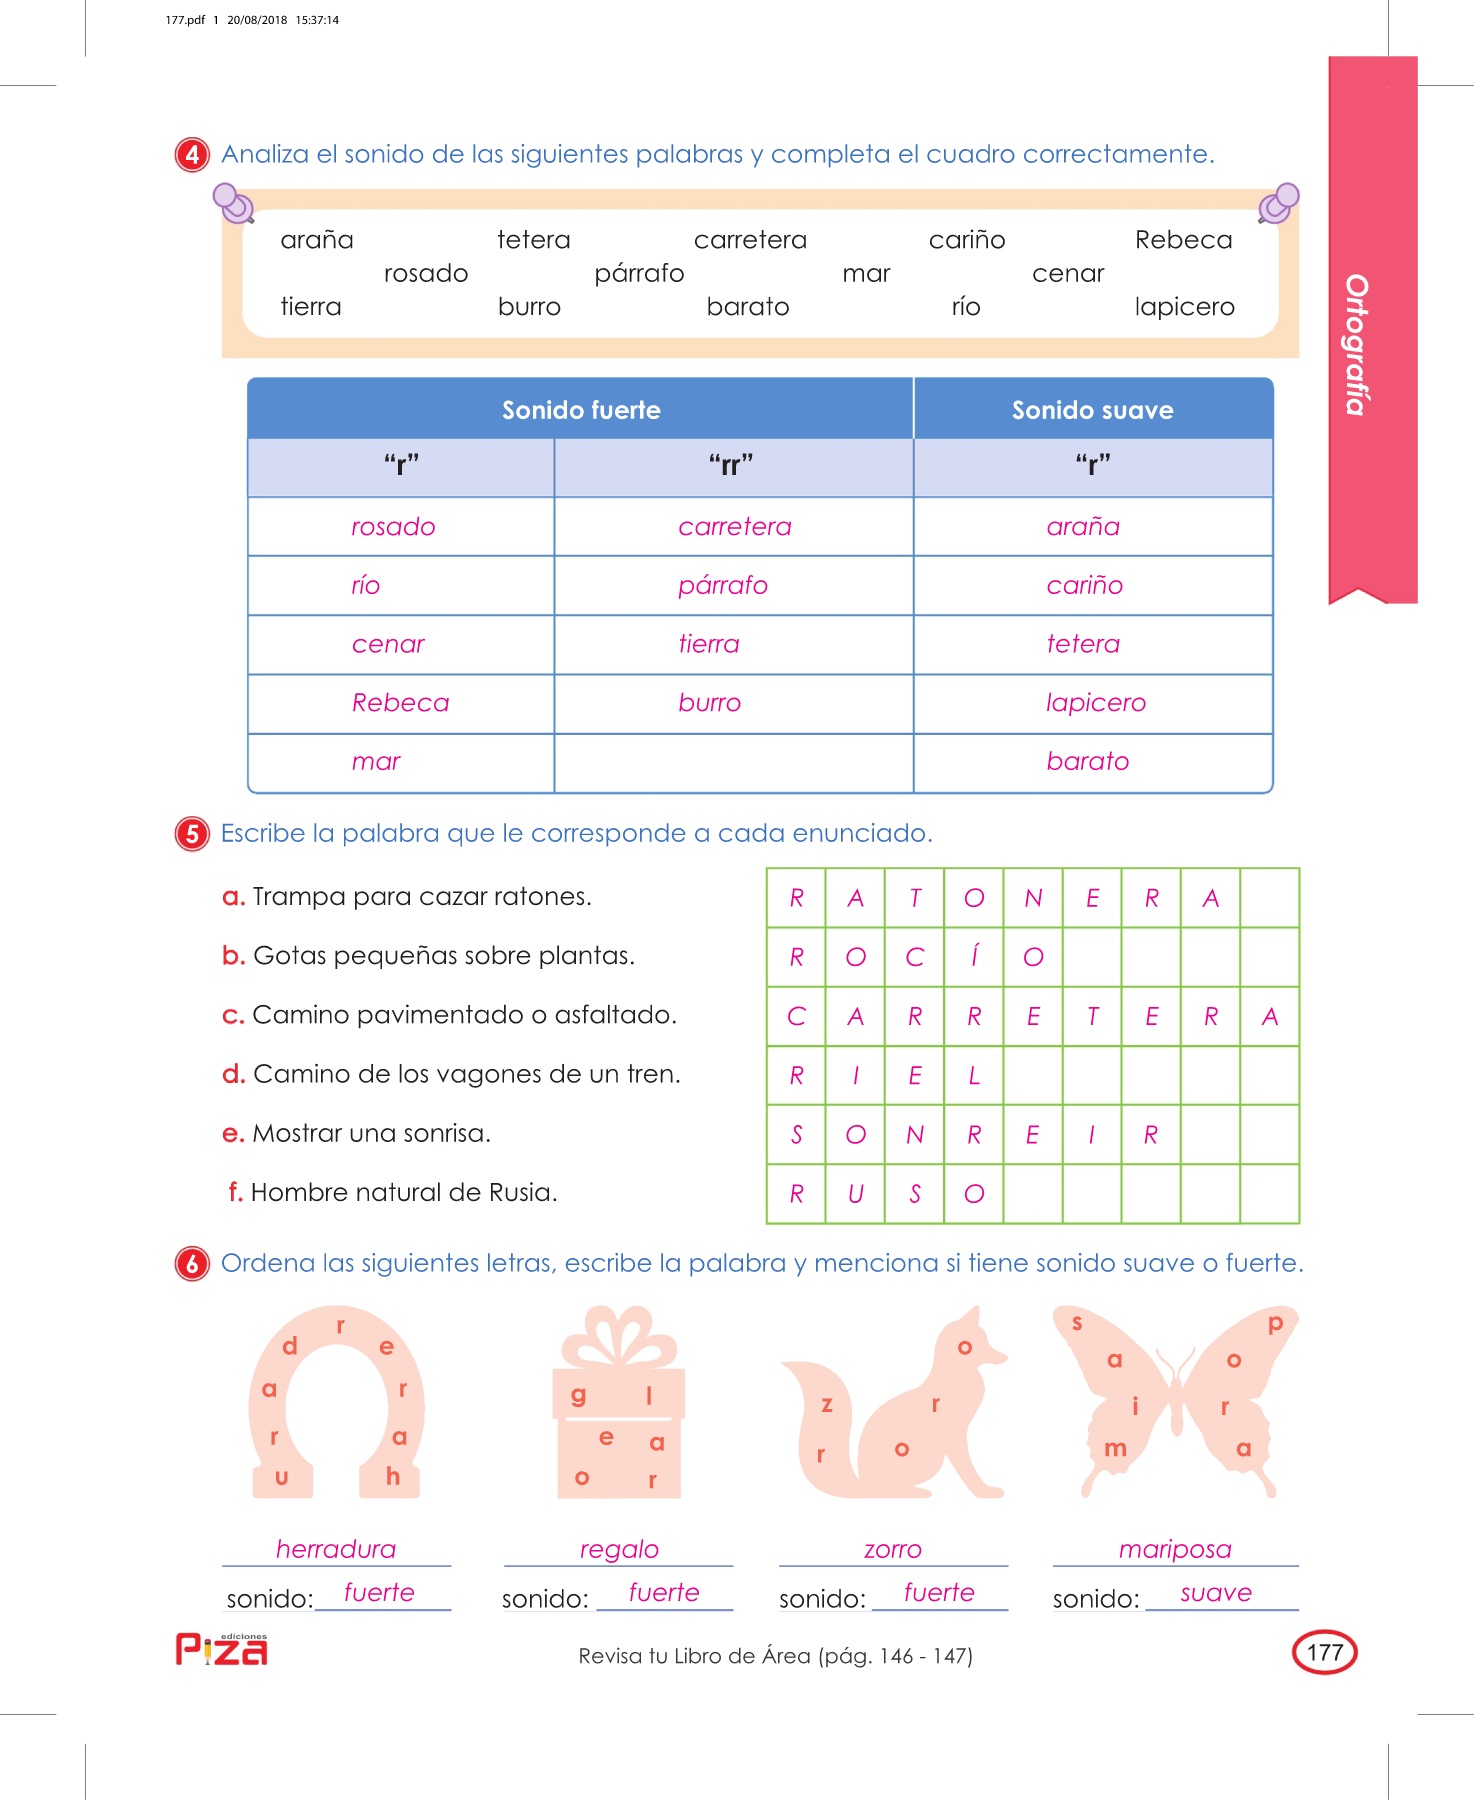 177.pdf 1 20/08/2018 15:37:14
Ortografía
4 Analiza el sonido de las siguientes palabras y completa el cuadro correctamente.
araña tetera carretera cariño Rebeca
rosado párrafo mar cenar
tierra burro barato río lapicero
Sonido fuerte Sonido suave
“r” “rr” “r”
rosado carretera araña
río párrafo cariño
cenar tierra tetera
Rebeca burro lapicero
mar barato
5 Escribe la palabra que le corresponde a cada enunciado.
a. Trampa para cazar ratones. R A T O N E R A
b. Gotas pequeñas sobre plantas. R O C Í O
c. Camino pavimentado o asfaltado. C A R R E T E R A
d. Camino de los vagones de un tren. R I E L
e. Mostrar una sonrisa. S O N R E I R
f. Hombre natural de Rusia. R U S O
6 Ordena las siguientes letras, escribe la palabra y menciona si tiene sonido suave o fuerte.
r s p
d e o
a o
a r g l z r i r
r a e a r o m a
u h o r
herradura regalo zorro mariposa
sonido: fuerte sonido: fuerte sonido: fuerte sonido: suave
ediciones
Piza
Revisa tu Libro de Área (pág. 146 - 147)
177